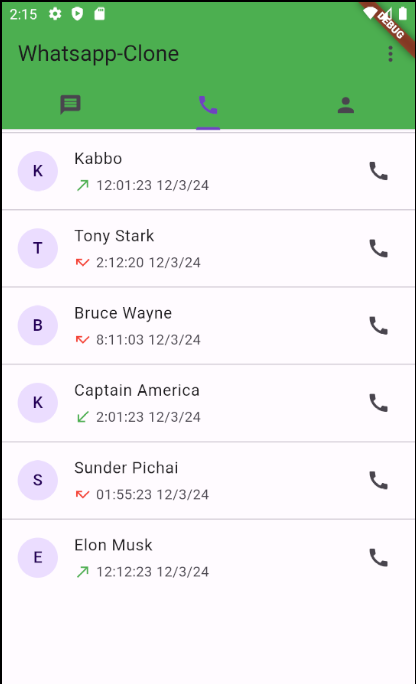 2:15
DEBUG
Whatsapp-Clone
K
Kabbo
12:01:23 12/3/24
T
Tony Stark
2:12:20 12/3/24
B
Bruce Wayne
8:11:03 12/3/24
K
Captain America
2:01:23 12/3/24
S
Sunder Pichai
01:55:23 12/3/24
E
Elon Musk
12:12:23 12/3/24